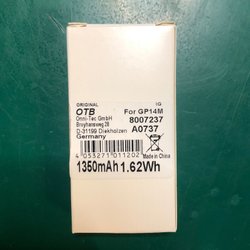 ORIGINAL IG
OTB For GP14M
Omni-Tec GmbH 8007237
Bruyhansweg 26
D-31199 Diekholzen A0737
Germany
4 053271 011202 Made in China
1350mAh 1.62Wh